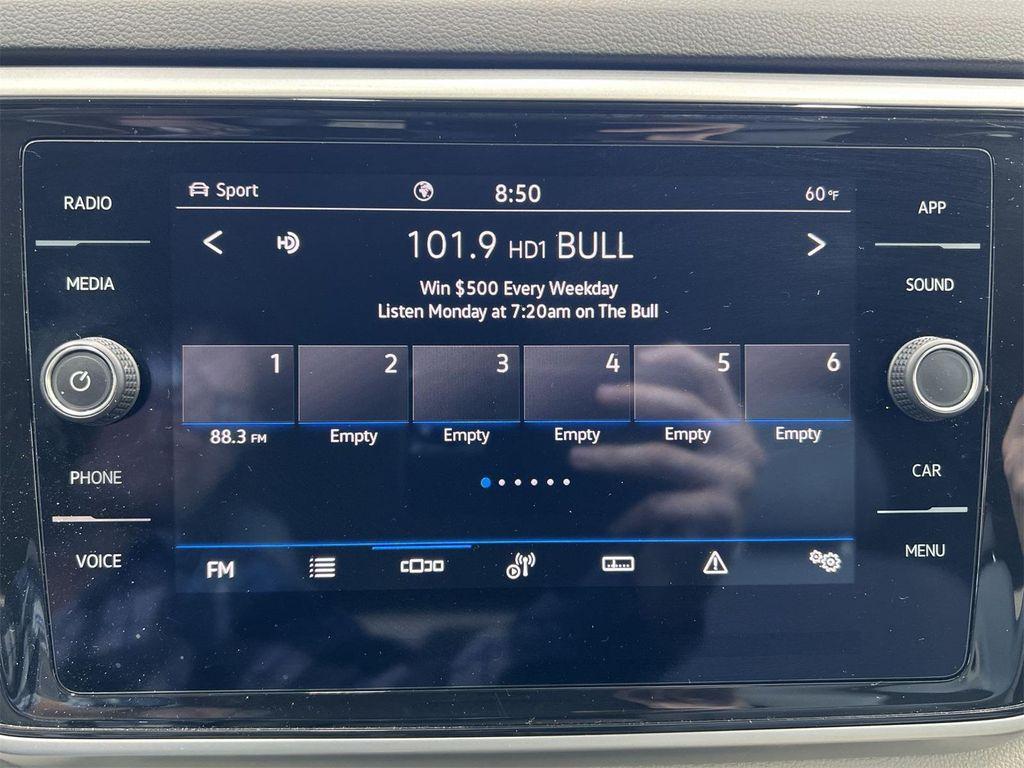 RADIO
MEDIA
PHONE
VOICE
Sport 8:50 60°F
HD 101.9 HD1 BULL
Win $500 Every Weekday
Listen Monday at 7:20am on The Bull
1 2 3 4 5 6
88.3 FM Empty Empty Empty Empty Empty
FM
APP
SOUND
CAR
MENU